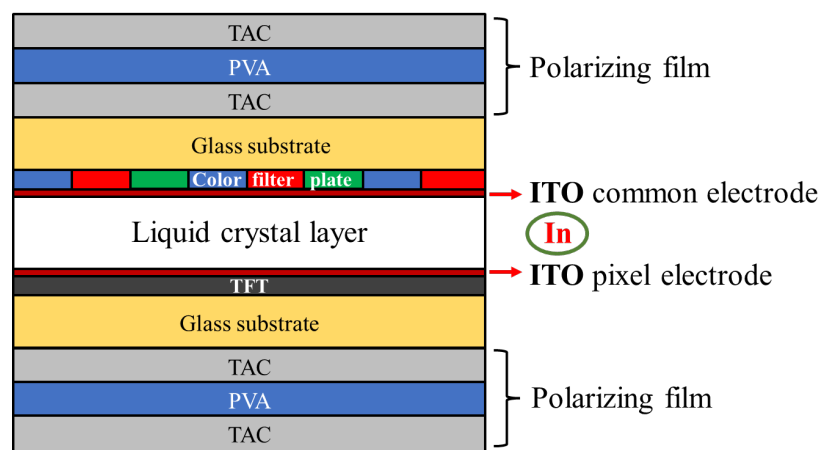 TAC
PVA
TAC
Polarizing film
Glass substrate
Color filter plate
ITO common electrode
Liquid crystal layer
In
ITO pixel electrode
TFT
Glass substrate
TAC
PVA
TAC
Polarizing film